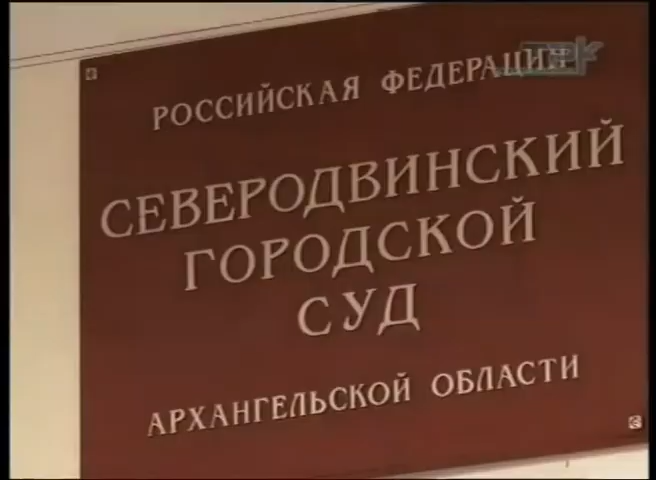 РОССИЙСКАЯ ФЕДЕРАЦИЯ
СЕВЕРОДВИНСКИЙ
ГОРОДСКОЙ
СУД
АРХАНГЕЛЬСКОЙ ОБЛАСТИ